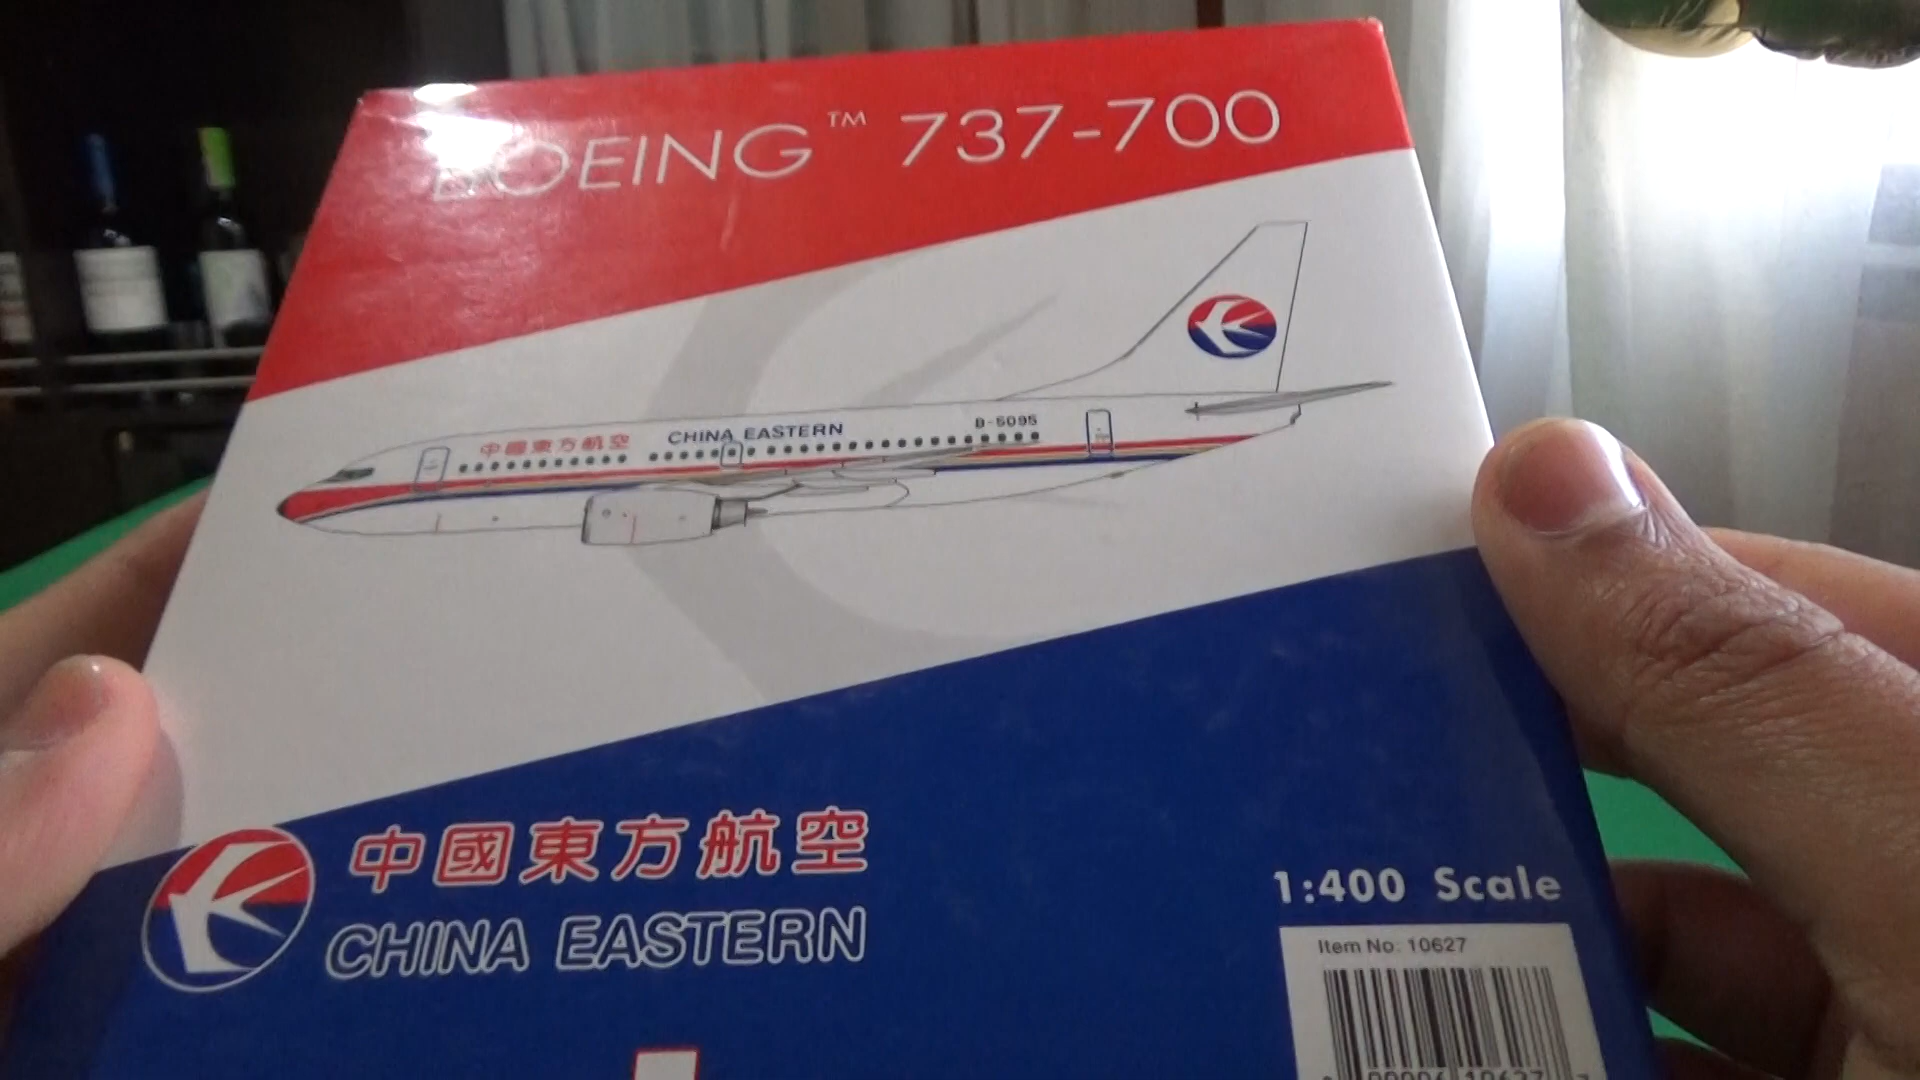 BOEING™ 737-700
中國東方航空 CHINA EASTERN B-5095
中國東方航空
CHINA EASTERN
1:400 Scale
Item No: 10627